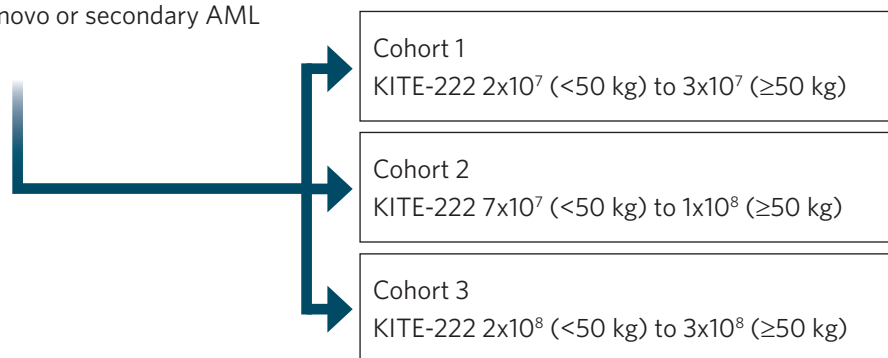 novo or secondary AML
Cohort 1
KITE-222 2x10⁷ (<50 kg) to 3x10⁷ (≥50 kg)
Cohort 2
KITE-222 7x10⁷ (<50 kg) to 1x10⁸ (≥50 kg)
Cohort 3
KITE-222 2x10⁸ (<50 kg) to 3x10⁸ (≥50 kg)